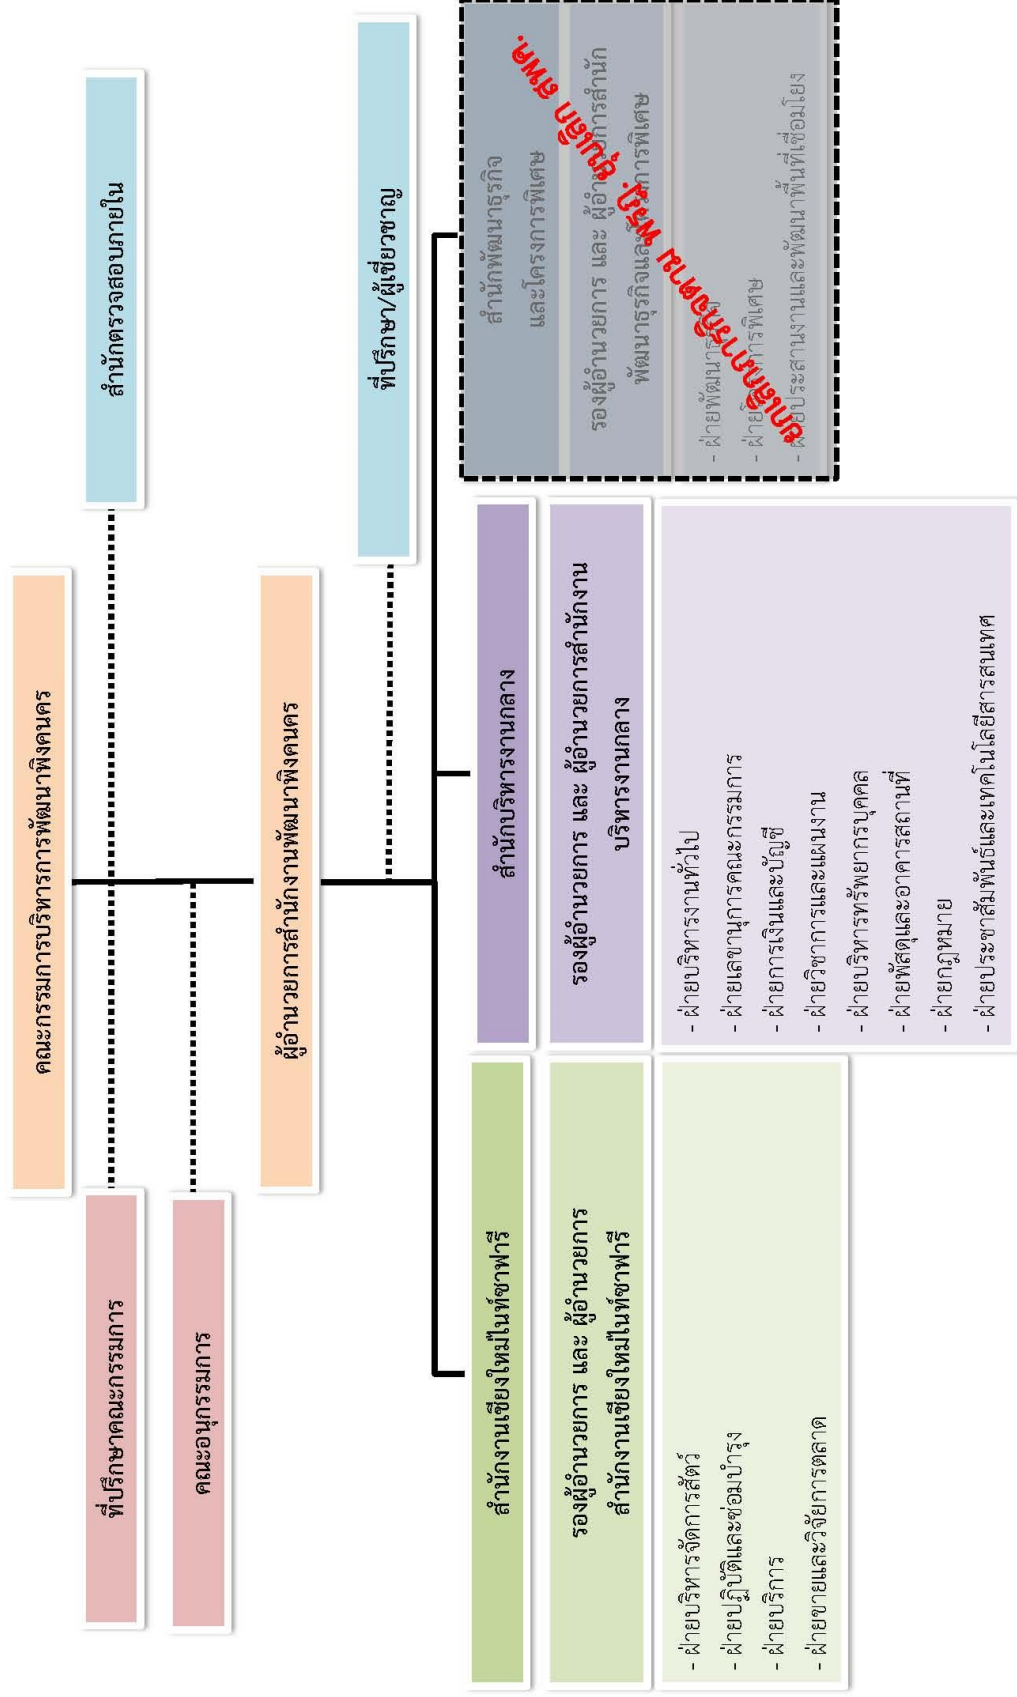 คณะกรรมการบริหารการพัฒนาพิงคนคร
ที่ปรึกษาคณะกรรมการ
สำนักตรวจสอบภายใน
คณะอนุกรรมการ
ผู้อำนวยการสำนักงานพัฒนาพิงคนคร
ที่ปรึกษา/ผู้เชี่ยวชาญ
สำนักงานเชียงใหม่ไนท์ซาฟารี
รองผู้อำนวยการ และ ผู้อำนวยการ
สำนักงานเชียงใหม่ไนท์ซาฟารี
- ฝ่ายบริหารจัดการสัตว์
- ฝ่ายปฏิบัติและซ่อมบำรุง
- ฝ่ายบริการ
- ฝ่ายขายและวิจัยการตลาด
สำนักบริหารงานกลาง
รองผู้อำนวยการ และ ผู้อำนวยการสำนักงาน
บริหารงานกลาง
- ฝ่ายบริหารงานทั่วไป
- ฝ่ายเลขานุการคณะกรรมการ
- ฝ่ายการเงินและบัญชี
- ฝ่ายวิชาการและแผนงาน
- ฝ่ายบริหารทรัพยากรบุคคล
- ฝ่ายพัสดุและอาคารสถานที่
- ฝ่ายกฎหมาย
- ฝ่ายประชาสัมพันธ์และเทคโนโลยีสารสนเทศ
สำนักพัฒนาธุรกิจ
และโครงการพิเศษ
รองผู้อำนวยการ และ ผู้อำนวยการสำนัก
พัฒนาธุรกิจและโครงการพิเศษ
- ฝ่ายพัฒนาธุรกิจ
- ฝ่ายโครงการพิเศษ
- ฝ่ายประสานงานและพัฒนาพื้นที่เชื่อมโยง
ยกเลิกภารกิจตาม พรฎ. ยุบเลิก สพค.